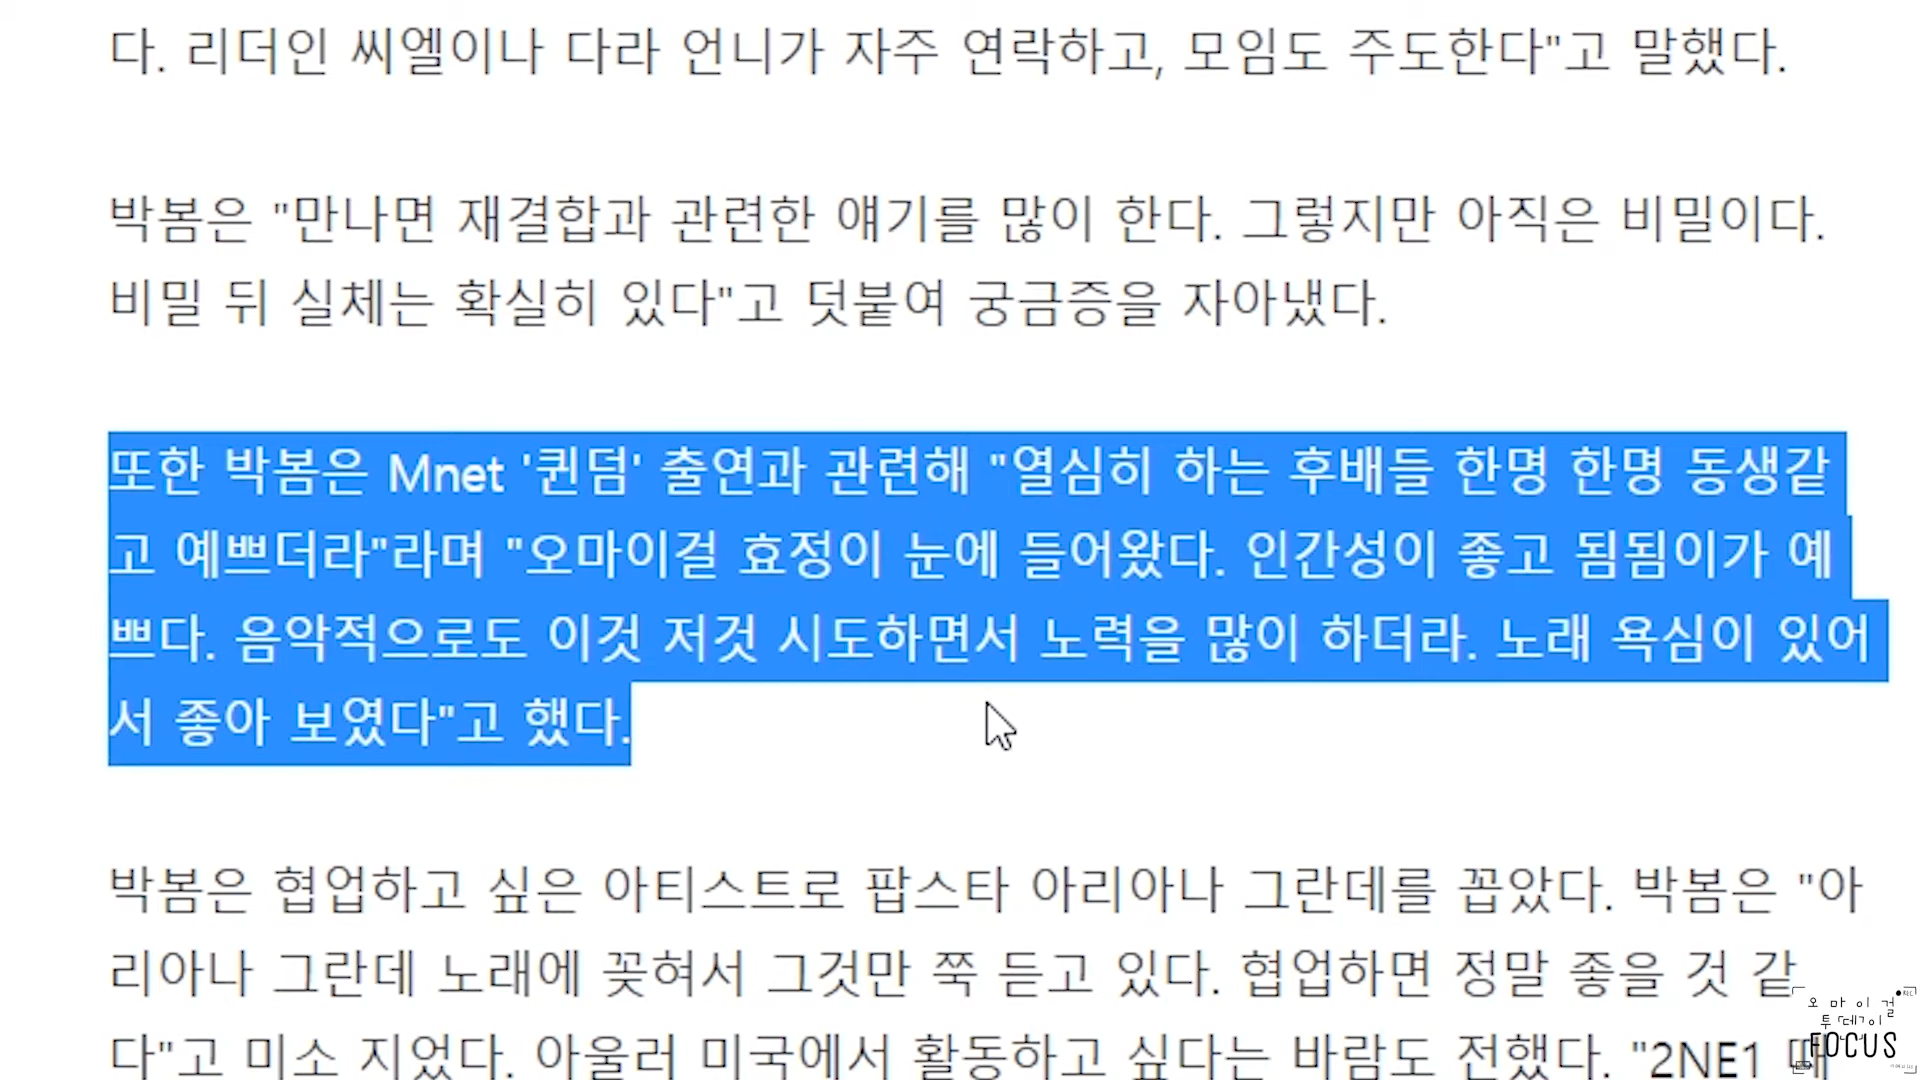 다. 리더인 씨엘이나 다라 언니가 자주 연락하고, 모임도 주도한다"고 말했다.
박봄은 "만나면 재결합과 관련한 얘기를 많이 한다. 그렇지만 아직은 비밀이다.
비밀 뒤 실체는 확실히 있다"고 덧붙여 궁금증을 자아냈다.
또한 박봄은 Mnet '퀸덤' 출연과 관련해 "열심히 하는 후배들 한명 한명 동생같
고 예쁘더라"라며 "오마이걸 효정이 눈에 들어왔다. 인간성이 좋고 됨됨이가 예
쁘다. 음악적으로도 이것 저것 시도하면서 노력을 많이 하더라. 노래 욕심이 있어
서 좋아 보였다"고 했다.
박봄은 협업하고 싶은 아티스트로 팝스타 아리아나 그란데를 꼽았다. 박봄은 "아
리아나 그란데 노래에 꽂혀서 그것만 쭉 듣고 있다. 협업하면 정말 좋을 것 같
다"고 미소 지었다. 아울러 미국에서 활동하고 싶다는 바람도 전했다. "2NE1 때
오마이걸
투데이
FOCUS